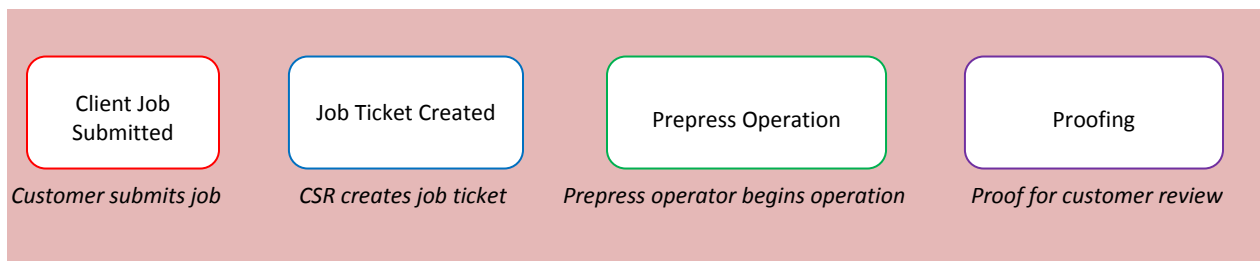 Client Job
Submitted
Job Ticket Created
Prepress Operation
Proofing
Customer submits job
CSR creates job ticket
Prepress operator begins operation
Proof for customer review